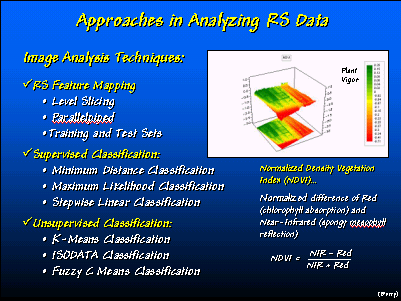 Approaches in Analyzing RS Data
Image Analysis Techniques:
✓RS Feature Mapping
• Level Slicing
• Parallelpiped
•Training and Test Sets
✓Supervised Classification:
• Minimum Distance Classification
• Maximum Likelihood Classification
• Stepwise Linear Classification
✓Unsupervised Classification:
• K-Means Classification
• ISODATA Classification
• Fuzzy C Means Classification
Plant
Vigor
Normalized Density Vegetation
Index (NDVI)...
Normalized difference of Red
(chlorophyll absorption) and
Near-Infrared (spongy mesophyll
reflection)
NDVI = NIR - Red
NIR + Red
(Berry)